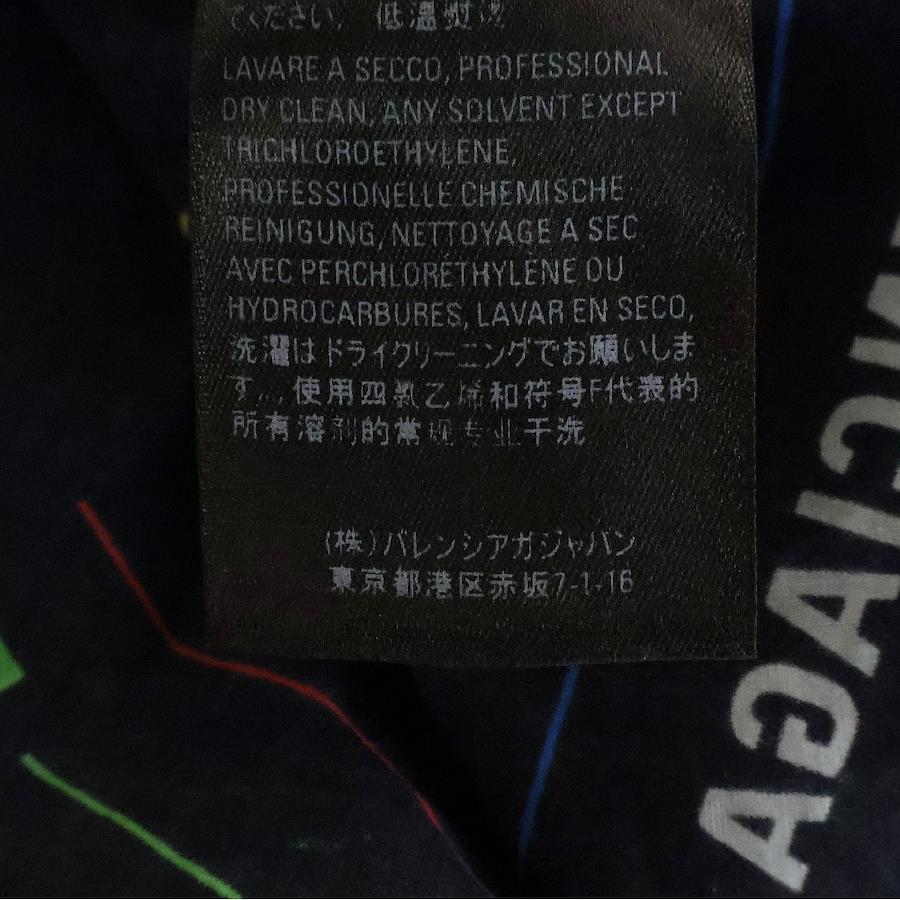 てください。低温熨烫
LAVARE A SECCO, PROFESSIONAL
DRY CLEAN, ANY SOLVENT EXCEPT
TRICHLOROETHYLENE,
PROFESSIONELLE CHEMISCHE
REINIGUNG, NETTOYAGE A SEC
AVEC PERCHLORÉTHYLÈNE OU
HYDROCARBURES, LAVAR EN SECO,
洗濯はドライクリーニングでお願いしま
す..., 使用四氯乙烯和符号F代表的
所有溶剂的常规专业干洗
(株)バレンシアガジャパン
東京都港区赤坂7-1-16